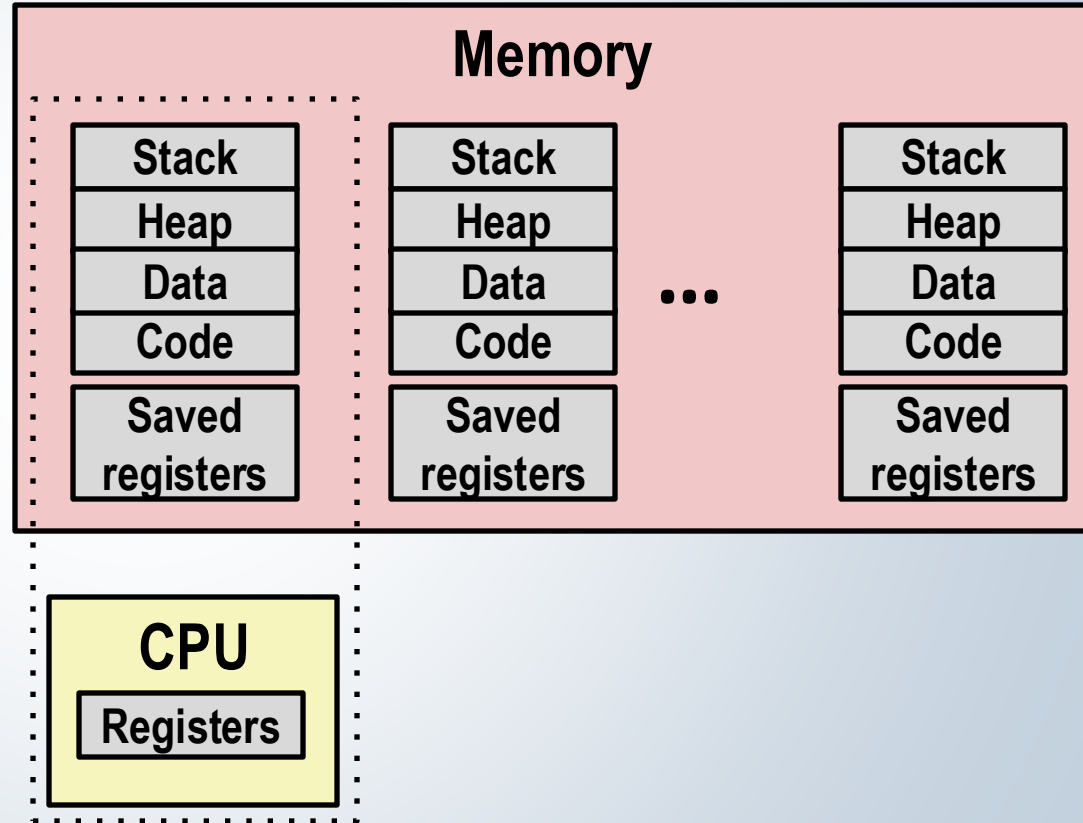 Memory
Stack
Heap
Data
Code
Saved
registers
Stack
Heap
Data
Code
Saved
registers
...
Stack
Heap
Data
Code
Saved
registers
CPU
Registers